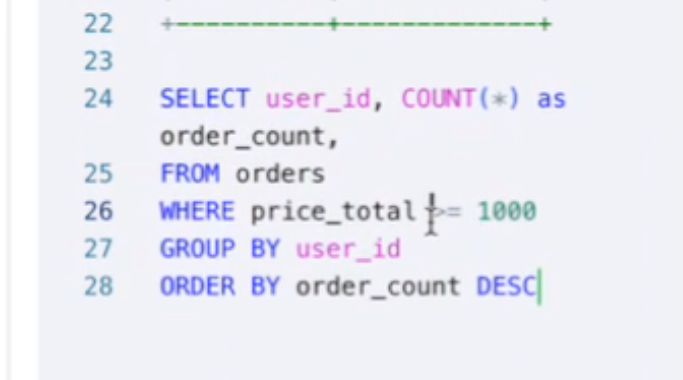 22 +----------+--------------+
23
24 SELECT user_id, COUNT(*) as
order_count,
25 FROM orders
26 WHERE price_total >= 1000
27 GROUP BY user_id
28 ORDER BY order_count DESC